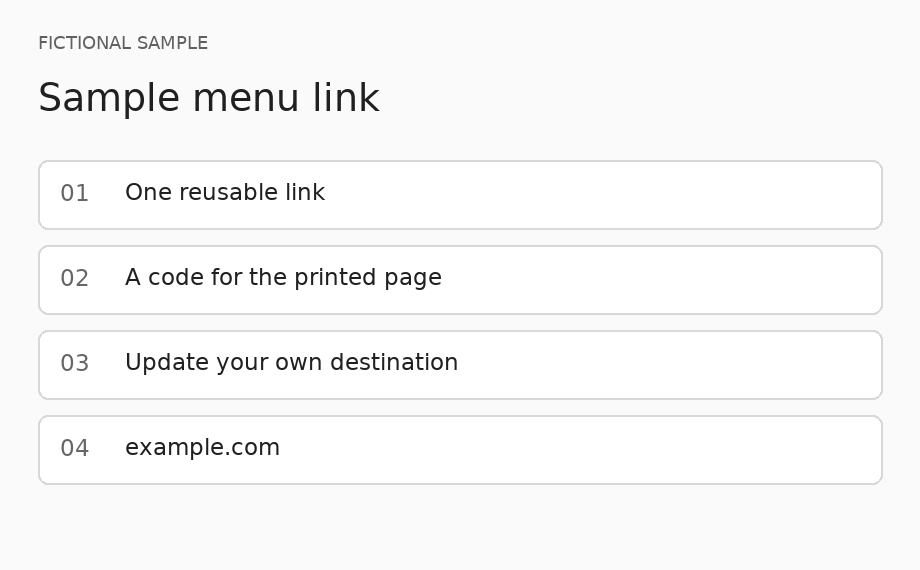 FICTIONAL SAMPLE
Sample menu link
01 One reusable link
02 A code for the printed page
03 Update your own destination
04 example.com